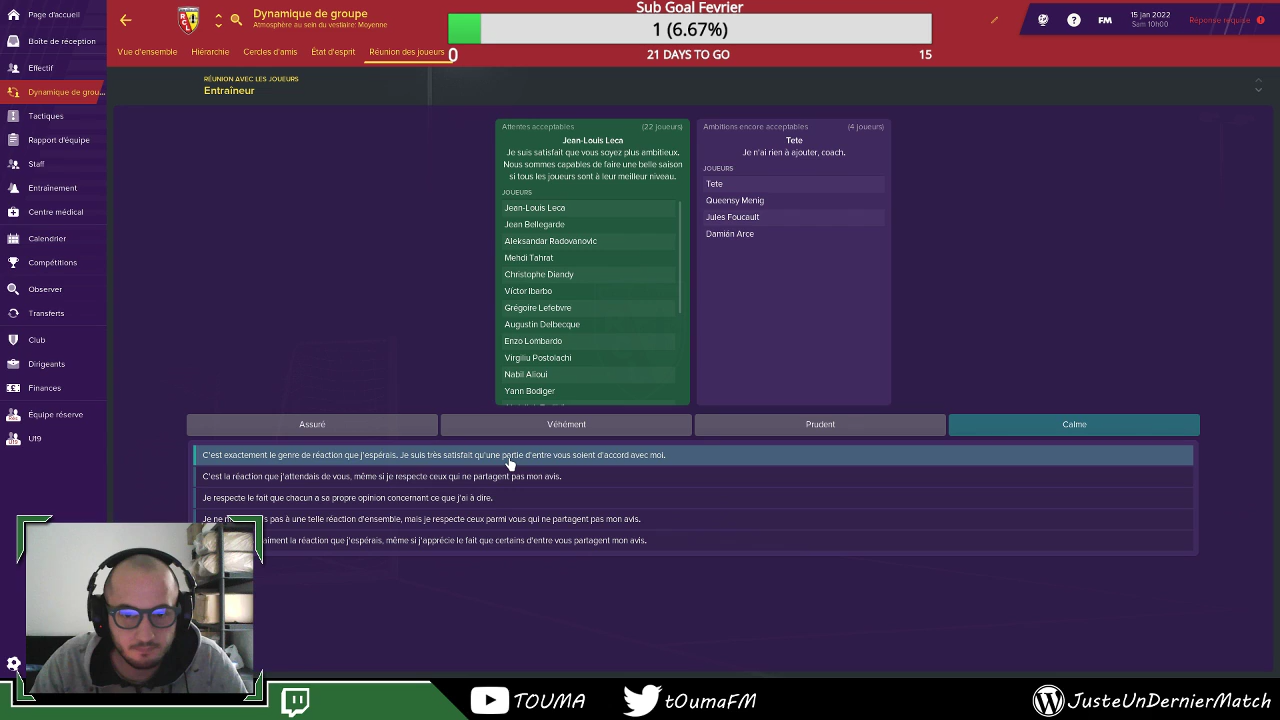 Page d'accueil
Boîte de réception
Effectif
Dynamique de grou...
Tactiques
Rapport d'équipe
Staff
Entraînement
Centre médical
Calendrier
Compétitions
Observer
Transferts
Club
Dirigeants
Finances
Equipe réserve
U19
Dynamique de groupe
Atmosphère au sein du vestiaire: Moyenne
Vue d'ensemble
Hiérarchie
Cercles d'amis
État d'esprit
Réunion des joueurs
Sub Goal Fevrier
1 (6.67%)
0
21 DAYS TO GO
15
FM
15 jan 2022
Sam 10h00
Réponse requise
RÉUNION AVEC LES JOUEURS
Entraîneur
Attentes acceptables (22 joueurs)
Jean-Louis Leca
Je suis satisfait que vous soyez plus ambitieux.
Nous sommes capables de faire une belle saison
si tous les joueurs sont à leur meilleur niveau.
JOUEURS
Jean-Louis Leca
Jean Bellegarde
Aleksandar Radovanovic
Mehdi Tahrat
Christophe Diandy
Víctor Ibarbo
Grégoire Lefebvre
Augustin Delbecque
Enzo Lombardo
Virgiliu Postolachi
Nabil Alioui
Yann Bodiger
Ambitions encore acceptables (4 joueurs)
Tete
Je n'ai rien à ajouter, coach.
JOUEURS
Tete
Queensy Menig
Jules Foucault
Damián Arce
Assuré
Véhément
Prudent
Calme
C'est exactement le genre de réaction que j'espérais. Je suis très satisfait qu'une partie d'entre vous soient d'accord avec moi.
C'est la réaction que j'attendais de vous, même si je respecte ceux qui ne partagent pas mon avis.
Je respecte le fait que chacun a sa propre opinion concernant ce que j'ai à dire.
Je ne m s pas à une telle réaction d'ensemble, mais je respecte ceux parmi vous qui ne partagent pas mon avis.
aiment la réaction que j'espérais, même si j'apprécie le fait que certains d'entre vous partagent mon avis.
TOUMA
tOumaFM
JusteUnDernierMatch